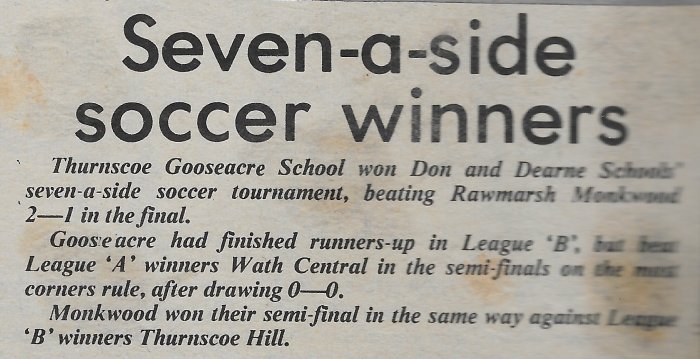 Seven-a-side
soccer winners
Thurnscoe Gooseacre School won Don and Dearne Schools'
seven-a-side soccer tournament, beating Rawmarsh Monkwood
2—1 in the final.
Gooseacre had finished runners-up in League 'B', but beat
League 'A' winners Wath Central in the semi-finals on the most
corners rule, after drawing 0—0.
Monkwood won their semi-final in the same way against League
'B' winners Thurnscoe Hill.